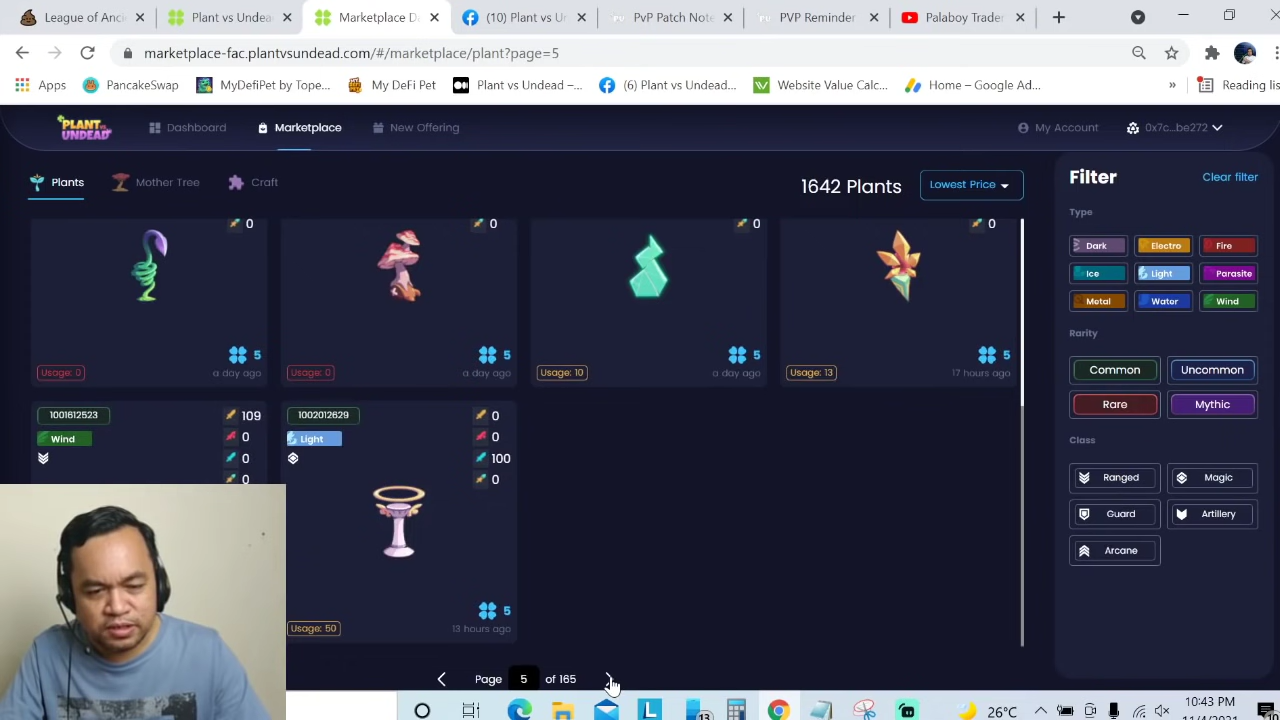 League of Anci
Plant vs Undea
Marketplace D
(10) Plant vs Un
PvP Patch Note
PVP Reminder
Palaboy Trader
marketplace-fac.plantvsundead.com/#/marketplace/plant?page=5
Apps
PancakeSwap
MyDefiPet by Tope...
My DeFi Pet
Plant vs Undead –...
(6) Plant vs Undead...
Website Value Calc...
Home – Google Ad...
»
Reading list
PLANT VS UNDEAD
Dashboard
Marketplace
New Offering
My Account
0x7c...be272
Plants
Mother Tree
Craft
1642 Plants
Lowest Price
0
0
0
0
5
5
5
5
Usage: 0
a day ago
Usage: 0
a day ago
Usage: 10
a day ago
Usage: 13
17 hours ago
1001612523
109
1002012629
0
Wind
0
Light
0
0
100
0
0
5
Usage: 50
13 hours ago
Page 5 of 165
Filter
Clear filter
Type
Dark
Electro
Fire
Ice
Light
Parasite
Metal
Water
Wind
Rarity
Common
Uncommon
Rare
Mythic
Class
Ranged
Magic
Guard
Artillery
Arcane
26°C
10:43 PM